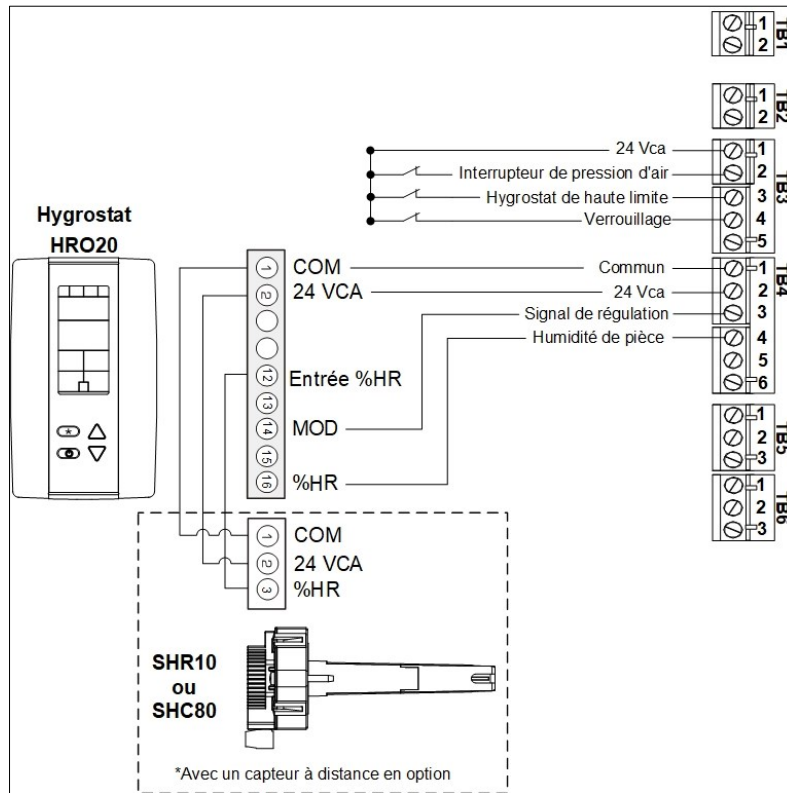 1
2
TB1
1
2
TB2
24 Vca
1
Interrupteur de pression d'air
2
TB3
Hygrostat de haute limite
3
Verrouillage
4
5
Hygrostat
HRO20
1
COM
Commun
1
TB4
2
24 VCA
24 Vca
2
Signal de régulation
3
Humidité de pièce
4
12
Entrée %HR
5
13
6
14
MOD
15
16
%HR
1
2
TB5
3
1
2
TB6
3
1
COM
2
24 VCA
3
%HR
SHR10
ou
SHC80
*Avec un capteur à distance en option